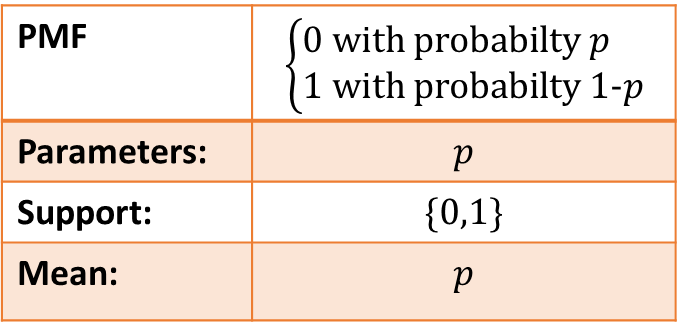 PMF
0 with probabilty p
1 with probabilty 1-p
Parameters:
p
Support:
{0,1}
Mean:
p